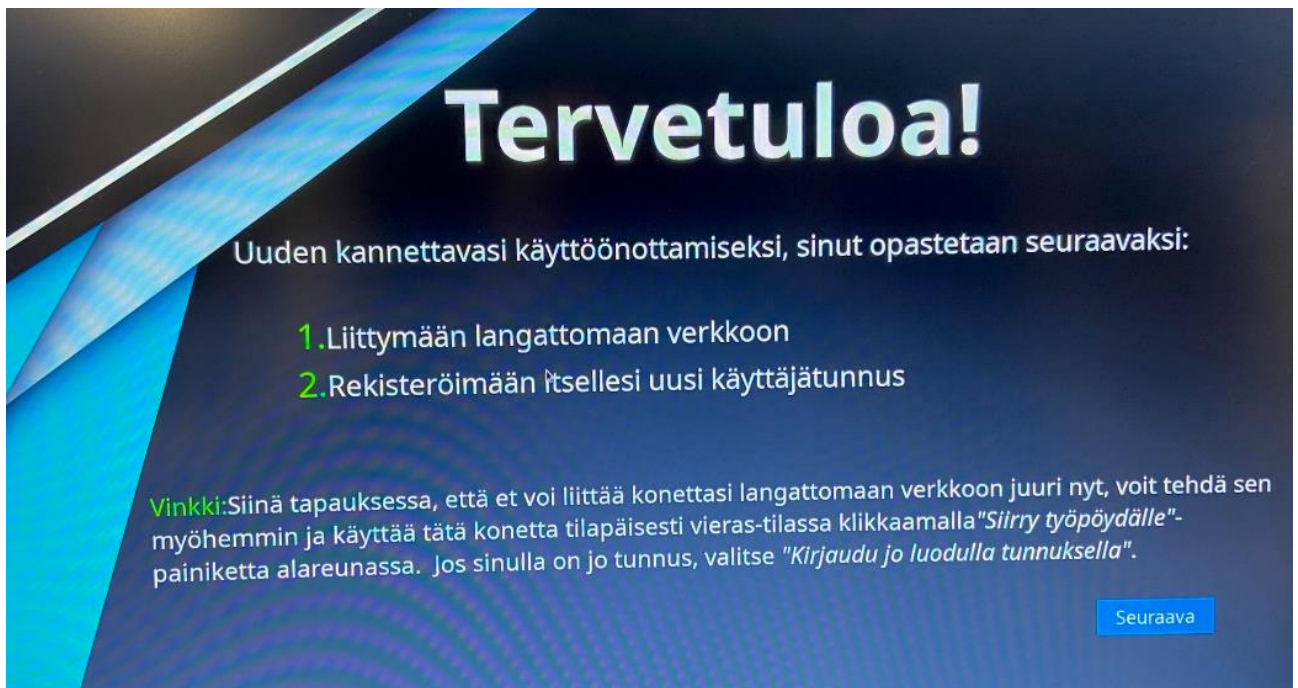 Tervetuloa!
Uuden kannettavasi käyttöönottamiseksi, sinut opastetaan seuraavaksi:
1.Liittymään langattomaan verkkoon
2.Rekisteröimään itsellesi uusi käyttäjätunnus
Vinkki:Siinä tapauksessa, että et voi liittää konettasi langattomaan verkkoon juuri nyt, voit tehdä sen
myöhemmin ja käyttää tätä konetta tilapäisesti vieras-tilassa klikkaamalla"Siirry työpöydälle"-
painiketta alareunassa. Jos sinulla on jo tunnus, valitse "Kirjaudu jo luodulla tunnuksella".
Seuraava